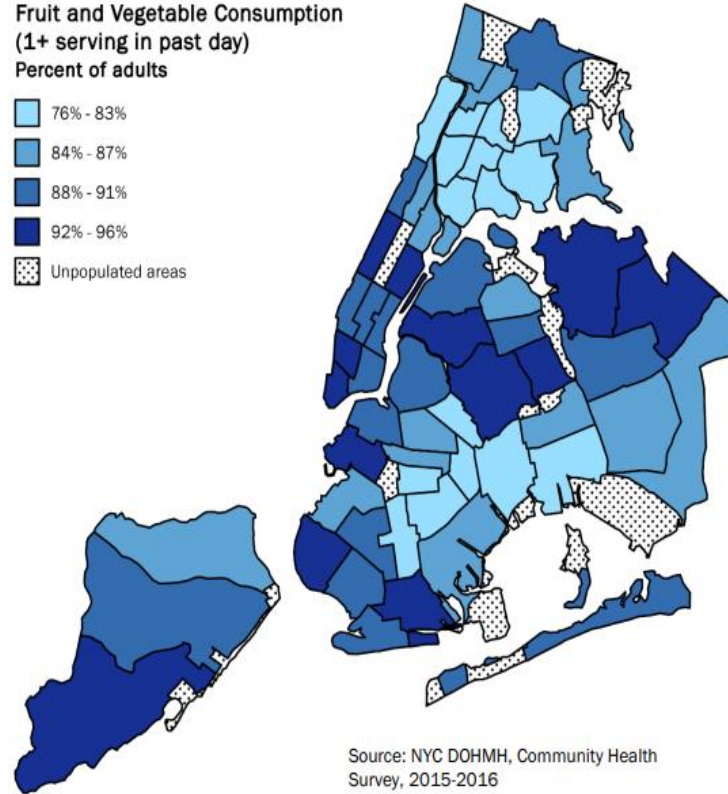 Fruit and Vegetable Consumption
(1+ serving in past day)
Percent of adults
76% - 83%
84% - 87%
88% - 91%
92% - 96%
Unpopulated areas
Source: NYC DOHMH, Community Health
Survey, 2015-2016